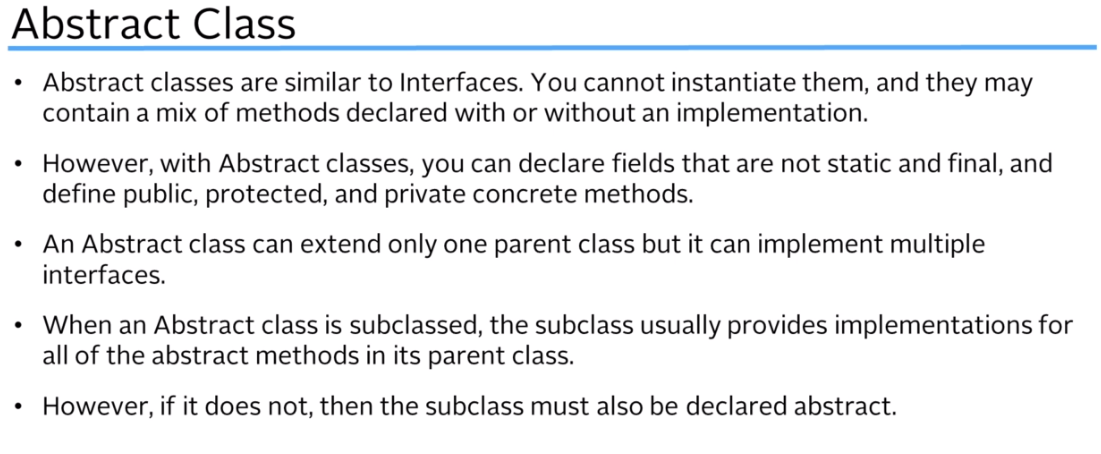 Abstract Class
• Abstract classes are similar to Interfaces. You cannot instantiate them, and they may
contain a mix of methods declared with or without an implementation.
• However, with Abstract classes, you can declare fields that are not static and final, and
define public, protected, and private concrete methods.
• An Abstract class can extend only one parent class but it can implement multiple
interfaces.
• When an Abstract class is subclassed, the subclass usually provides implementations for
all of the abstract methods in its parent class.
• However, if it does not, then the subclass must also be declared abstract.